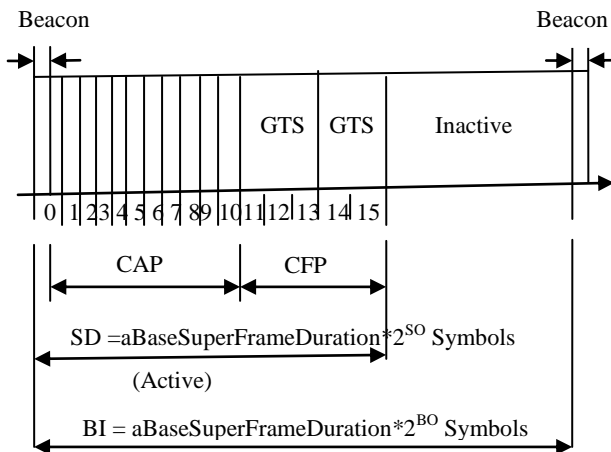 Beacon Beacon
GTS GTS Inactive
0 1 2 3 4 5 6 7 8 9 10 11 12 13 14 15
CAP CFP
SD =aBaseSuperFrameDuration*2^SO Symbols
(Active)
BI = aBaseSuperFrameDuration*2^BO Symbols